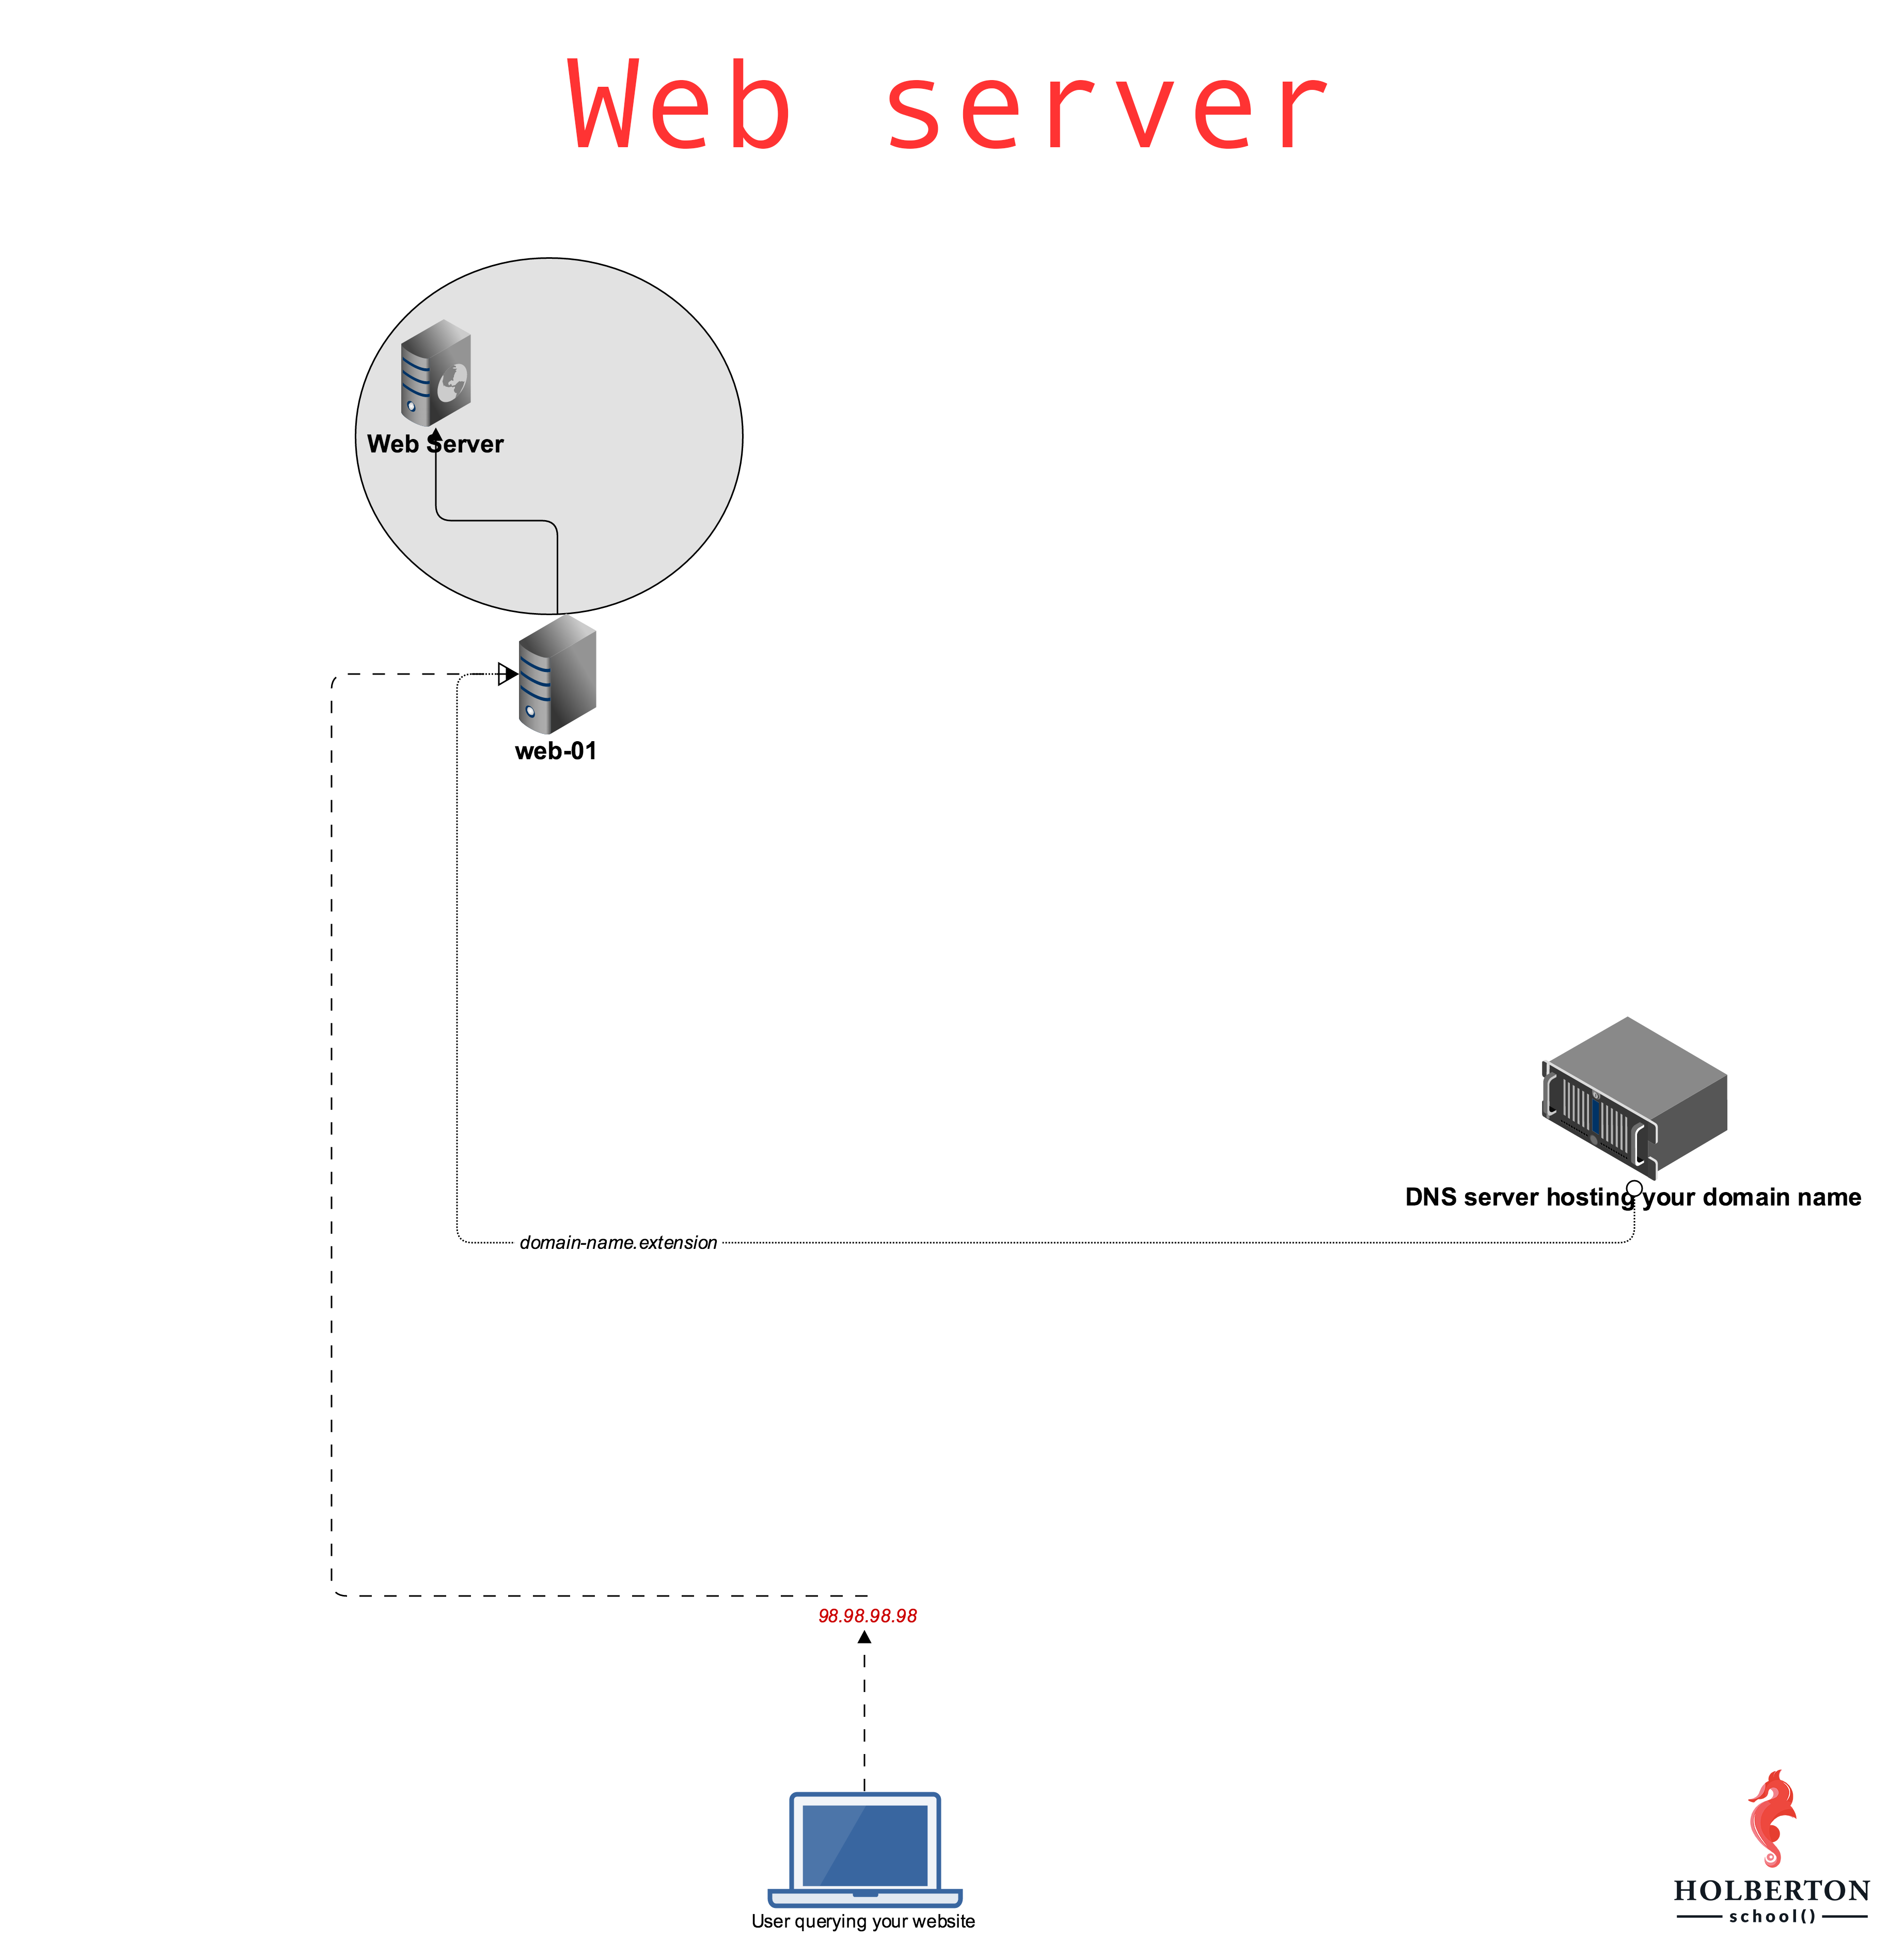 Web server
Web Server
web-01
DNS server hosting your domain name
domain-name.extension
98.98.98.98
User querying your website
HOLBERTON
school()